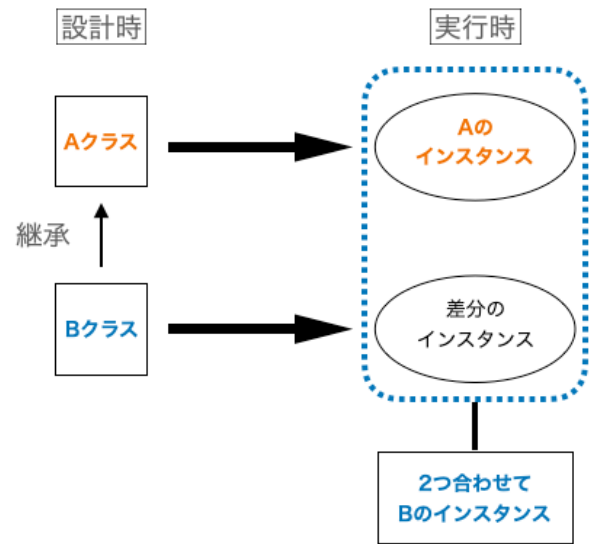 設計時
実行時
Aクラス
Aの
インスタンス
継承
Bクラス
差分の
インスタンス
2つ合わせて
Bのインスタンス